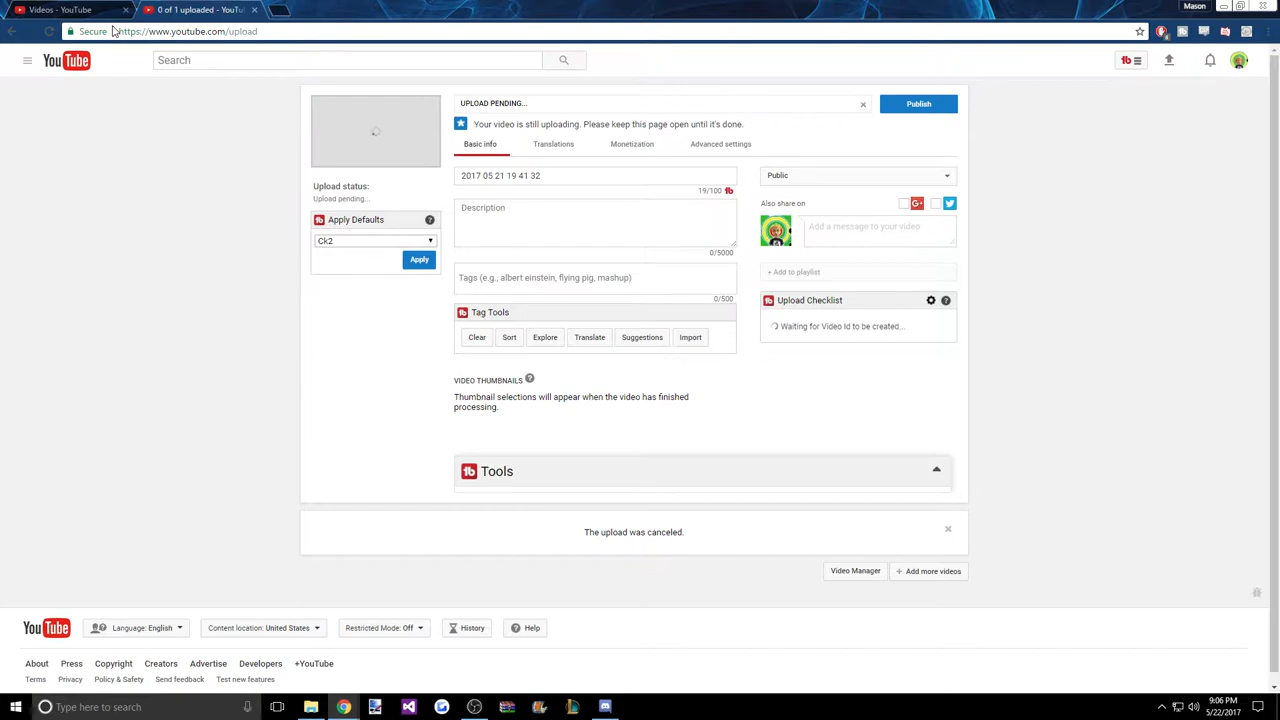 Videos - YouTube
0 of 1 uploaded - YouTu
Mason
Secure
https://www.youtube.com/upload
YouTube
Search
UPLOAD PENDING...
Publish
Your video is still uploading. Please keep this page open until it's done.
Basic info
Translations
Monetization
Advanced settings
2017 05 21 19 41 32
19/100
Public
Upload status:
Upload pending...
Also share on
Description
Add a message to your video
Apply Defaults
Ck2
Apply
0/5000
Tags (e.g., albert einstein, flying pig, mashup)
+ Add to playlist
0/500
Tag Tools
Upload Checklist
Clear
Sort
Explore
Translate
Suggestions
Import
Waiting for Video Id to be created...
VIDEO THUMBNAILS
Thumbnail selections will appear when the video has finished
processing.
Tools
The upload was canceled.
Video Manager
+ Add more videos
YouTube
Language: English
Content location: United States
Restricted Mode: Off
History
Help
About
Press
Copyright
Creators
Advertise
Developers
+YouTube
Terms
Privacy
Policy & Safety
Send feedback
Test new features
Type here to search
9:06 PM
5/22/2017